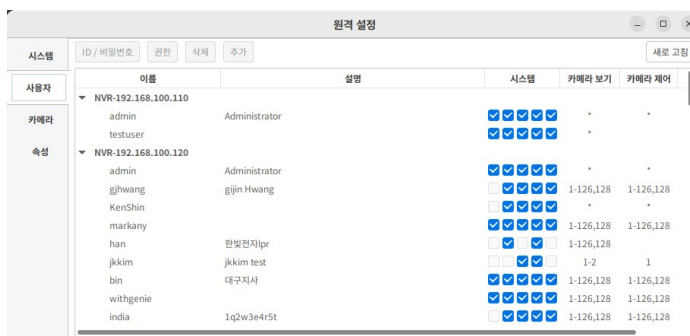 원격 설정
시스템
사용자
카메라
속성
ID / 비밀번호 권한 삭제 추가 새로 고침
이름 설명 시스템 카메라 보기 카메라 제어
NVR-192.168.100.110
admin Administrator * *
testuser *
NVR-192.168.100.120
admin Administrator * *
gjhwang gijin Hwang 1-126,128 1-126,128
KenShin * *
markany 1-126,128 1-126,128
han 한빛전자lpr 1-126,128
jkkim jkkim test 1-2 1
bin 대구지사 1-126,128 1-126,128
withgenie 1-126,128 1-126,128
india 1q2w3e4r5t 1-126,128 1-126,128